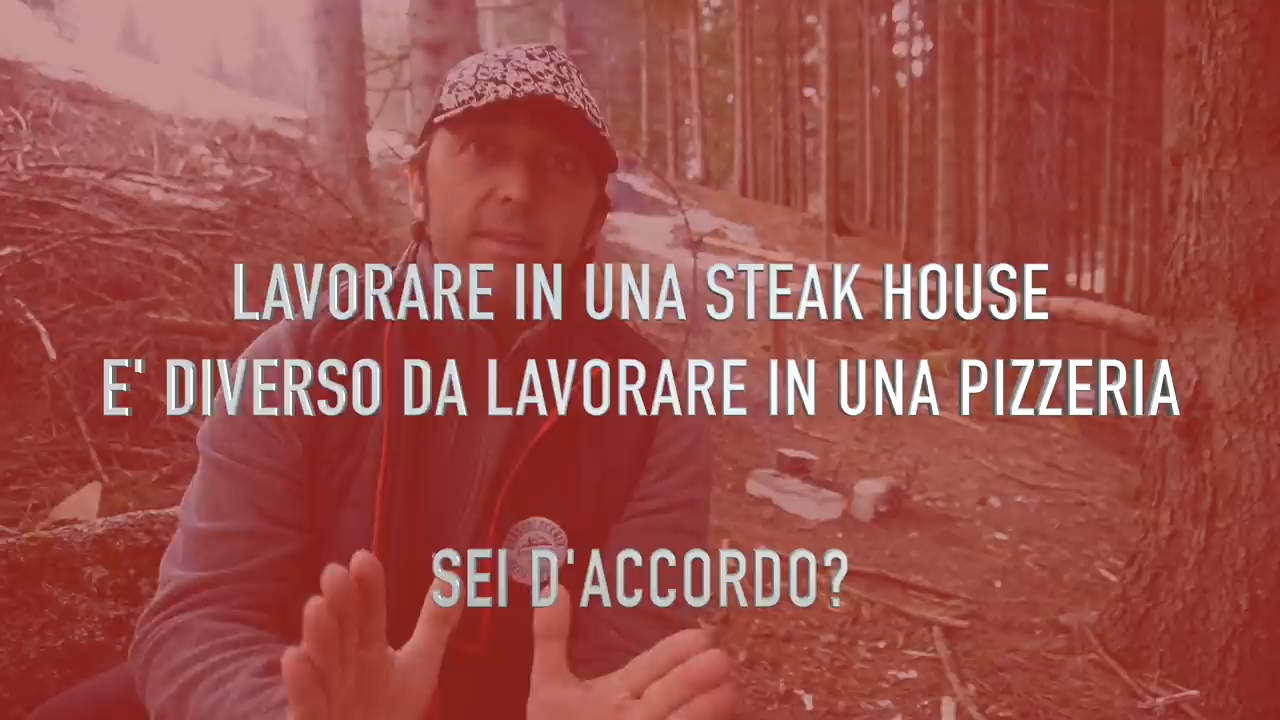 LAVORARE IN UNA STEAK HOUSE
E' DIVERSO DA LAVORARE IN UNA PIZZERIA
SEI D'ACCORDO?